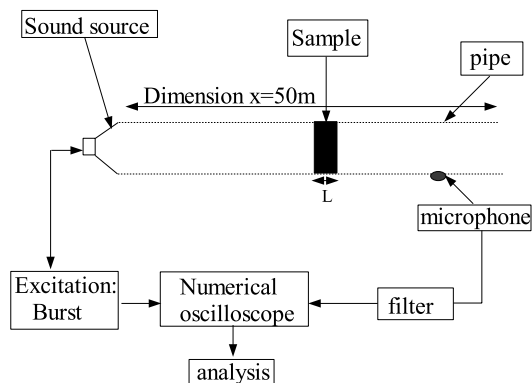 Sound source
Sample
pipe
Dimension x=50m
L
microphone
Excitation:
Burst
Numerical
oscilloscope
filter
analysis